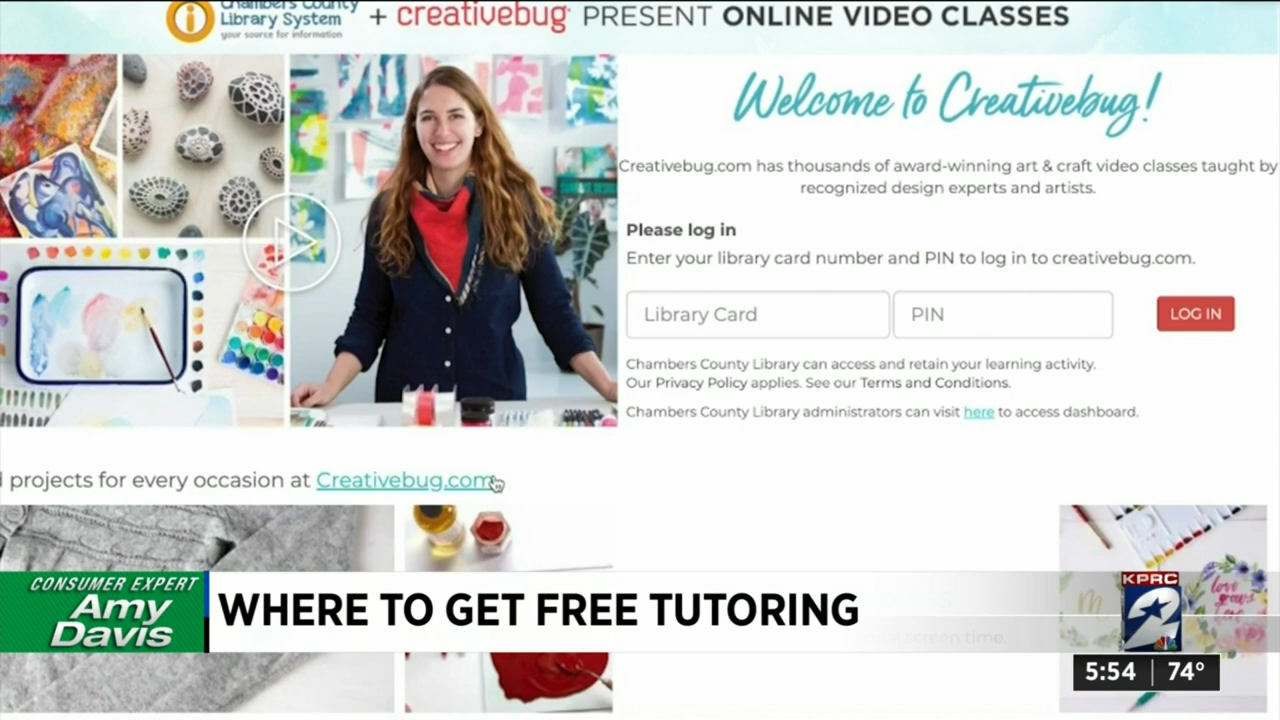 Chambers County
Library System
your source for information
+ creativebug PRESENT ONLINE VIDEO CLASSES
Welcome to Creativebug!
Creativebug.com has thousands of award-winning art & craft video classes taught by
recognized design experts and artists.
Please log in
Enter your library card number and PIN to log in to creativebug.com.
Library Card
PIN
LOG IN
Chambers County Library can access and retain your learning activity.
Our Privacy Policy applies. See our Terms and Conditions.
Chambers County Library administrators can visit here to access dashboard.
projects for every occasion at Creativebug.com
love
grows
here
CONSUMER EXPERT
Amy
Davis
WHERE TO GET FREE TUTORING
screen time.
KPRC
2
5:54 | 74°